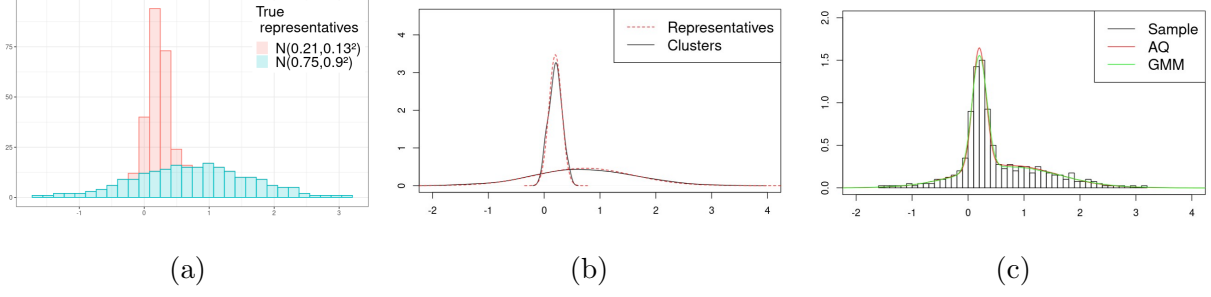 True
representatives
N(0.21,0.13²)
N(0.75,0.9²)
75
50
25
0
-1 0 1 2 3
(a)
Representatives
Clusters
4
3
2
1
0
-2 -1 0 1 2 3 4
(b)
Sample
AQ
GMM
2.0
1.5
1.0
0.5
0.0
-2 -1 0 1 2 3 4
(c)